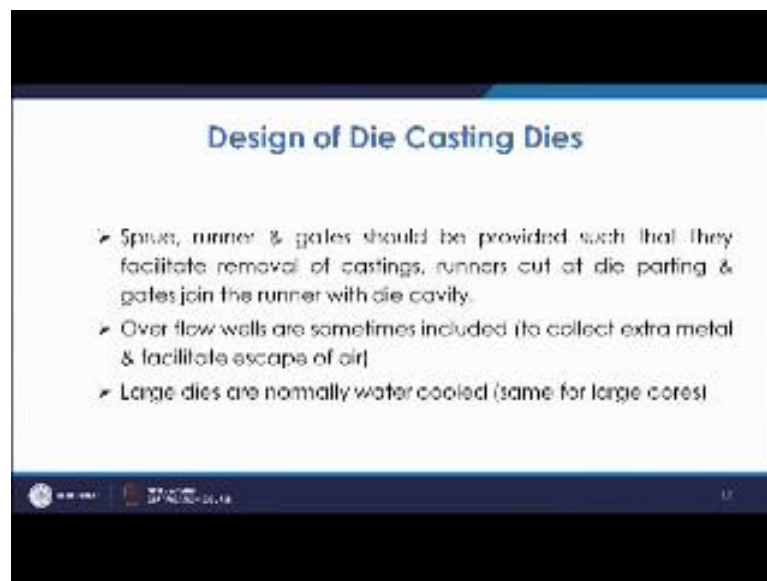 Design of Die Casting Dies
➢ Sprue, runner & gates should be provided such that they
facilitate removal of castings, runners cut at die parting &
gates join the runner with die cavity.
➢ Over flow wells are sometimes included (to collect extra metal
& facilitate escape of air)
➢ Large dies are normally water cooled (same for large cores)